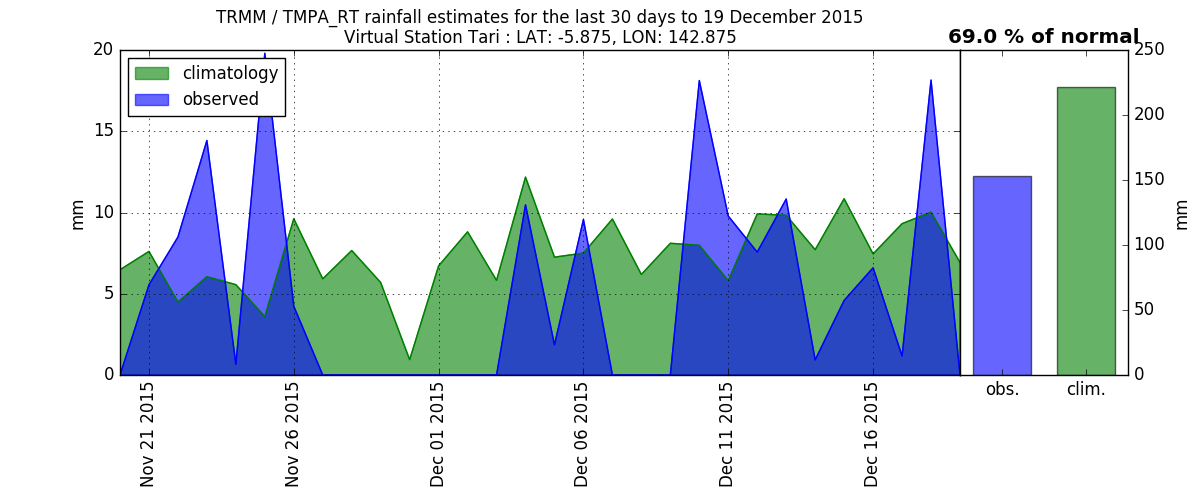 TRMM / TMPA_RT rainfall estimates for the last 30 days to 19 December 2015
Virtual Station Tari : LAT: -5.875, LON: 142.875
69.0 % of normal
climatology
observed
20
15
10
5
0
mm
Nov 21 2015
Nov 26 2015
Dec 01 2015
Dec 06 2015
Dec 11 2015
Dec 16 2015
250
200
150
100
50
0
mm
obs.
clim.